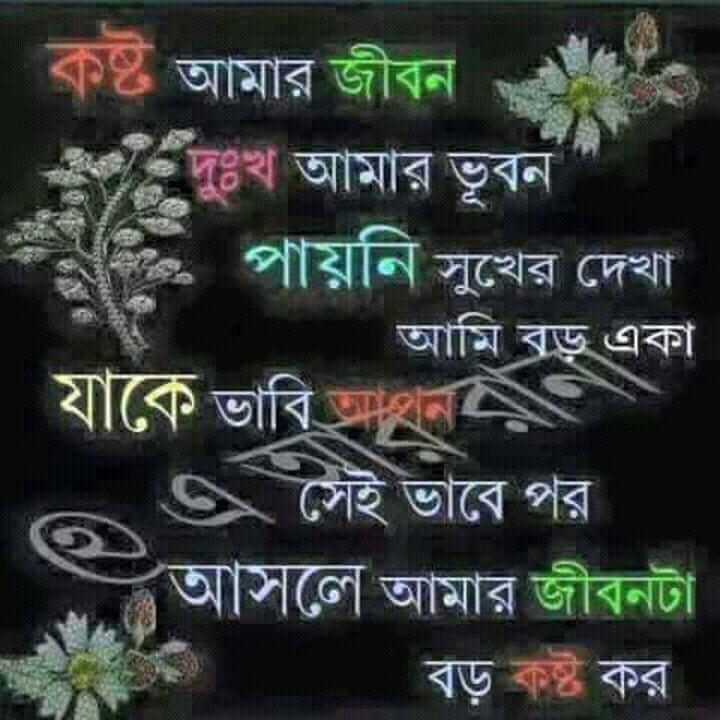 কষ্ট আমার জীবন
দুঃখ আমার ভূবন
পায়নি সুখের দেখা
আমি বড় একা
যাকে ভাবি আপন
সেই ভাবে পর
আসলে আমার জীবনটা
বড় কষ্ট কর